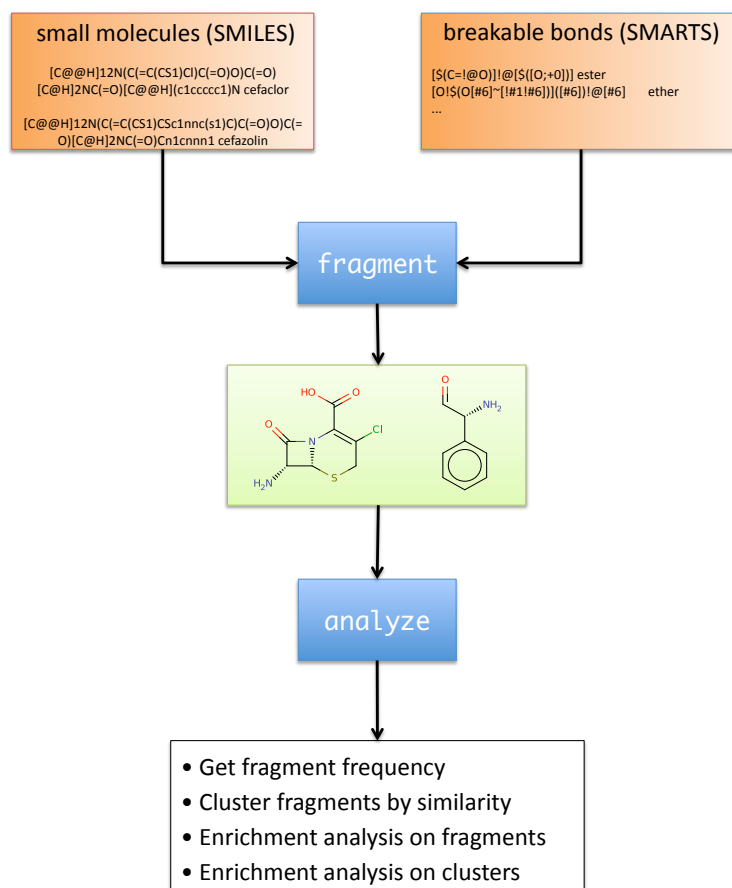 small molecules (SMILES)
[C@@H]12N(C(=C(CS1)Cl)C(=O)O)C(=O)
[C@H]2NC(=O)[C@@H](c1ccccc1)N cefaclor
[C@@H]12N(C(=C(CS1)CSc1nnc(s1)C)C(=O)O)C(=
O)[C@H]2NC(=O)Cn1cnnn1 cefazolin
breakable bonds (SMARTS)
[$(C=!@O)]!@[$([O;+0])] ester
[O!$(O[#6]~[!#1!#6])]([#6])!@[#6] ether
...
fragment
HO
O
O
N
Cl
H₂N
S
O
NH₂
analyze
• Get fragment frequency
• Cluster fragments by similarity
• Enrichment analysis on fragments
• Enrichment analysis on clusters